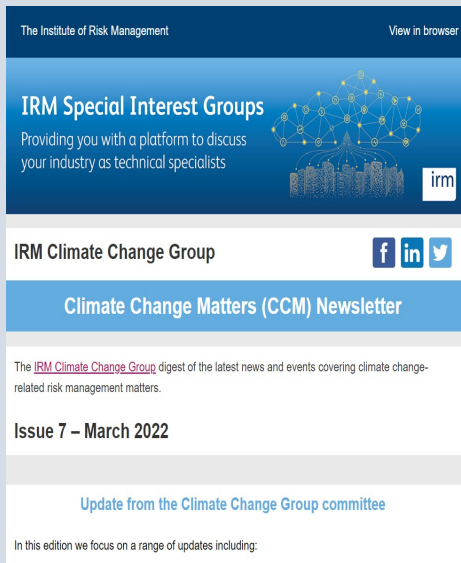 The Institute of Risk Management
View in browser
IRM Special Interest Groups
Providing you with a platform to discuss
your industry as technical specialists
irm
IRM Climate Change Group
f in
Climate Change Matters (CCM) Newsletter
The IRM Climate Change Group digest of the latest news and events covering climate change-
related risk management matters.
Issue 7 – March 2022
Update from the Climate Change Group committee
In this edition we focus on a range of updates including: